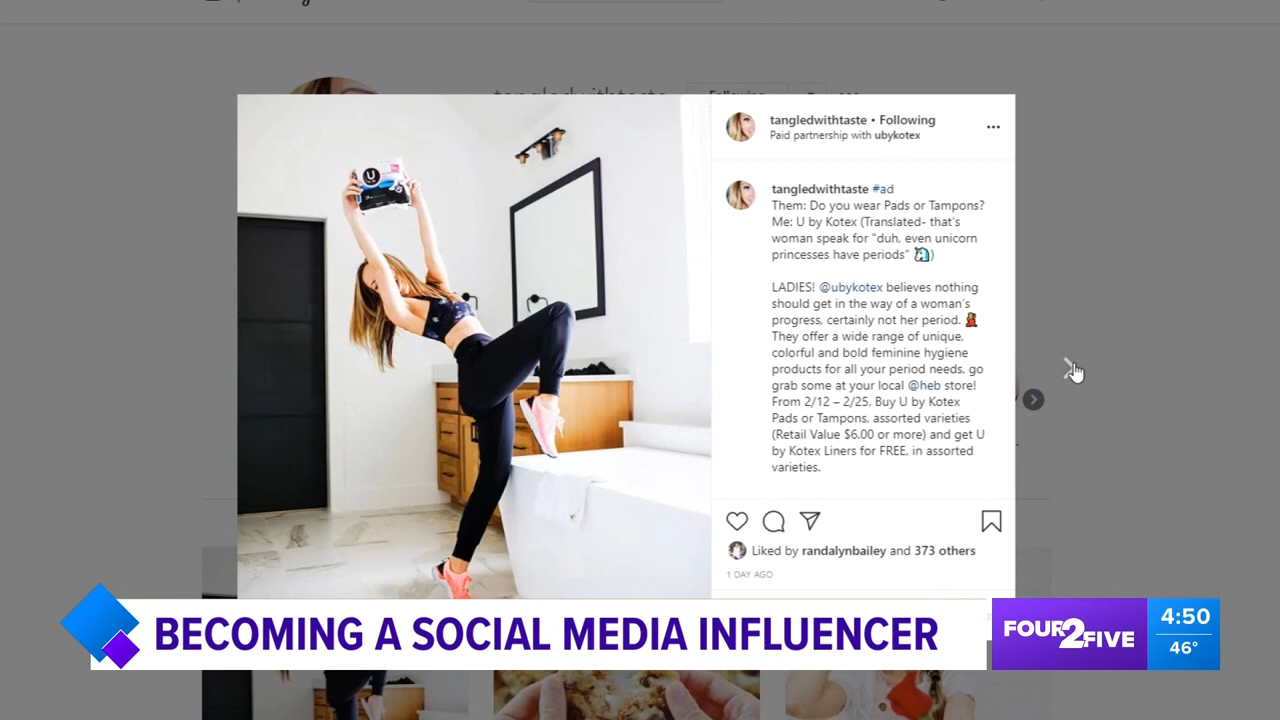 tangledwithtaste
Following
tangledwithtaste • Following
Paid partnership with ubykotex
tangledwithtaste #ad
Them: Do you wear Pads or Tampons?
Me: U by Kotex (Translated- that's
woman speak for "duh, even unicorn
princesses have periods" 🦄)
LADIES! @ubykotex believes nothing
should get in the way of a woman's
progress, certainly not her period. 💃
They offer a wide range of unique,
colorful and bold feminine hygiene
products for all your period needs, go
grab some at your local @heb store!
From 2/12 – 2/25, Buy U by Kotex
Pads or Tampons, assorted varieties
(Retail Value $6.00 or more) and get U
by Kotex Liners for FREE, in assorted
varieties.
Liked by randalynbailey and 373 others
1 DAY AGO
U
BECOMING A SOCIAL MEDIA INFLUENCER
FOUR2FIVE
4:50
46°